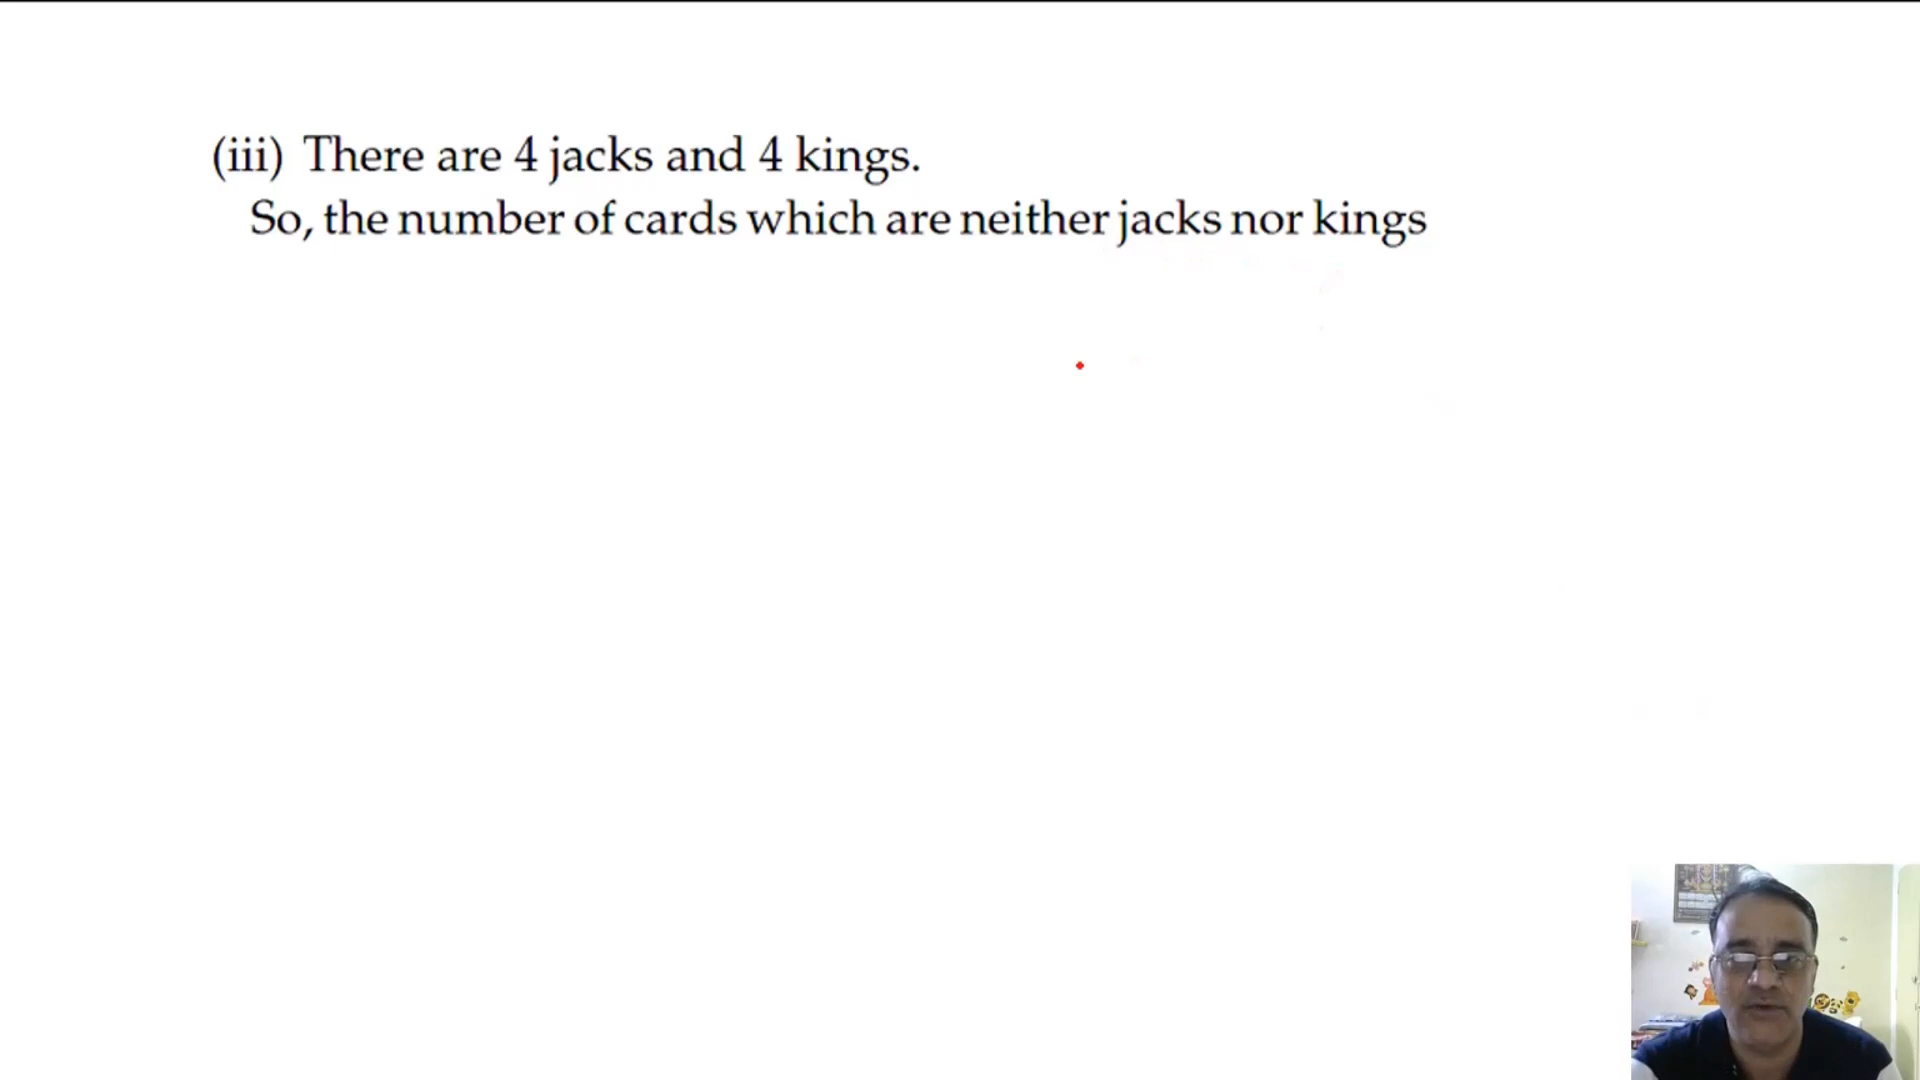 (iii) There are 4 jacks and 4 kings.
So, the number of cards which are neither jacks nor kings